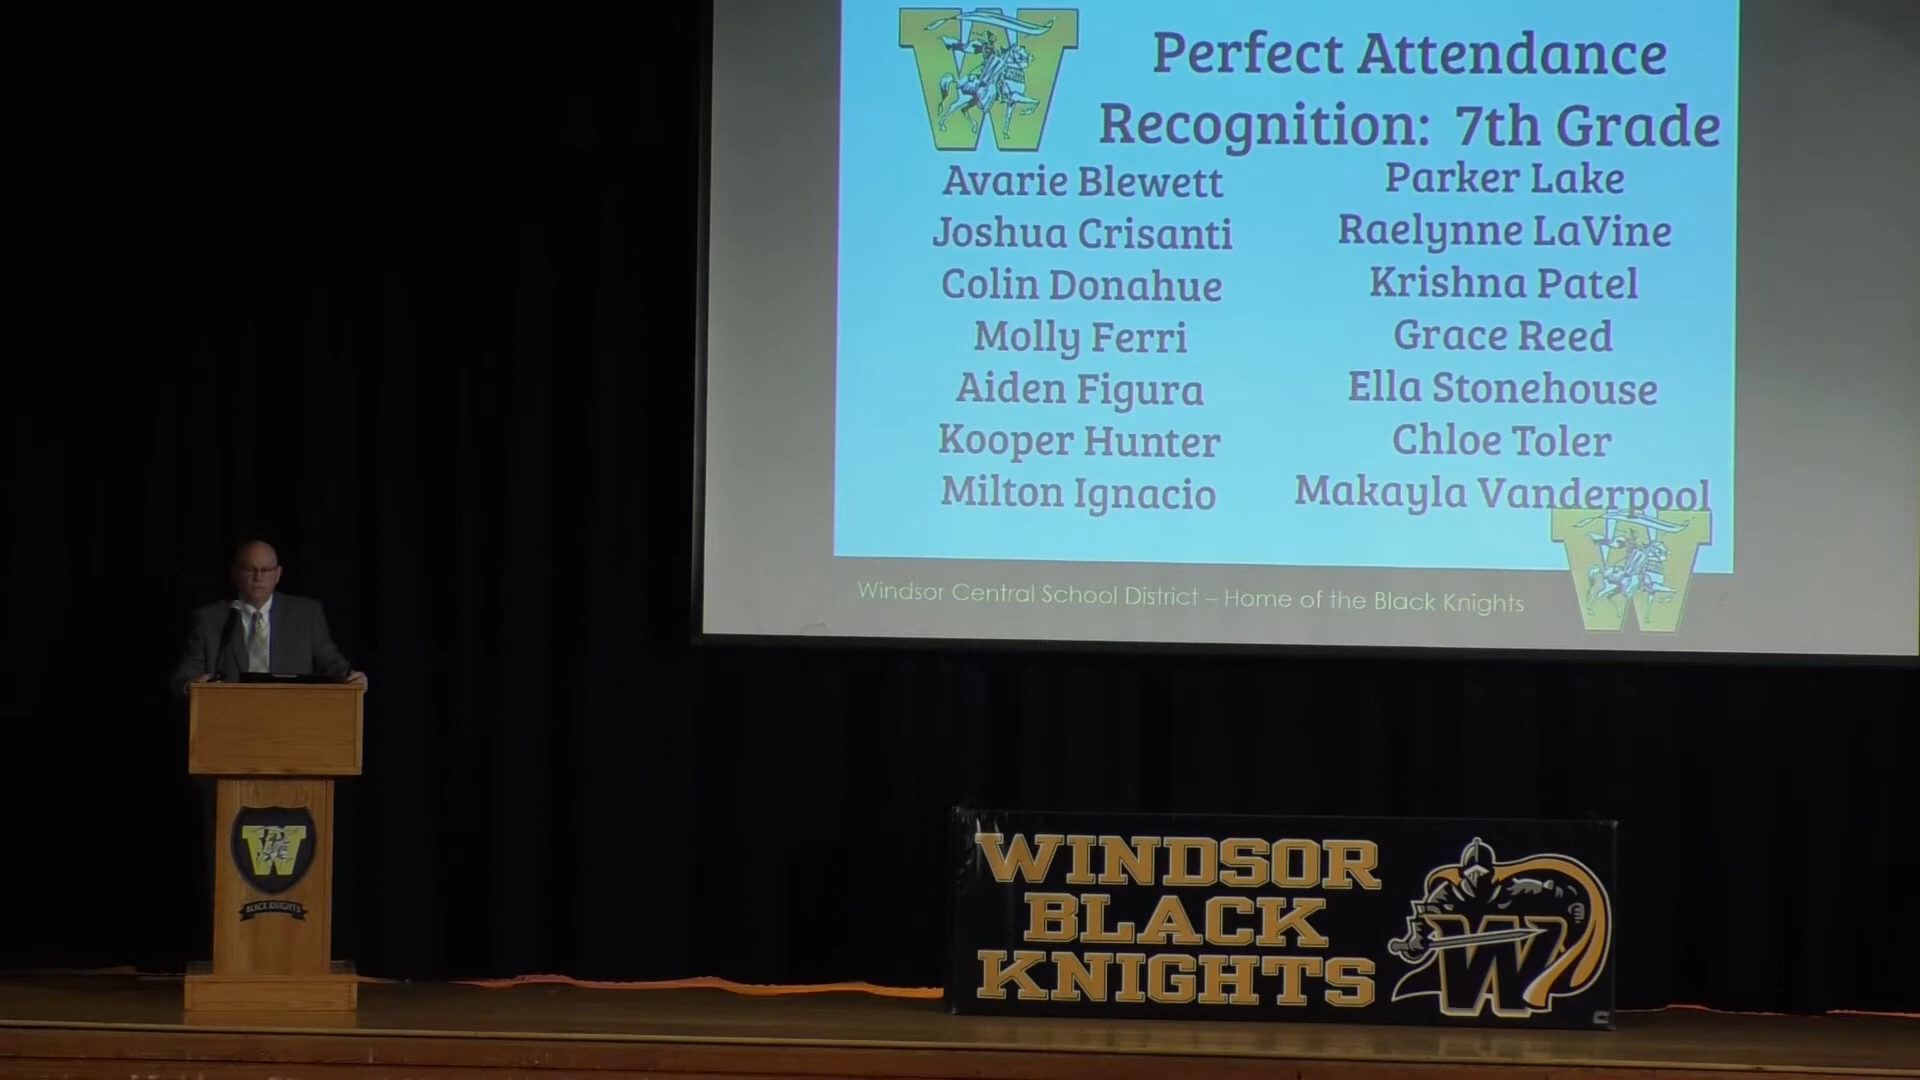 W
Perfect Attendance
Recognition: 7th Grade
Avarie Blewett
Joshua Crisanti
Colin Donahue
Molly Ferri
Aiden Figura
Kooper Hunter
Milton Ignacio
Parker Lake
Raelynne LaVine
Krishna Patel
Grace Reed
Ella Stonehouse
Chloe Toler
Makayla Vanderpool
W
Windsor Central School District – Home of the Black Knights
W
BLACK KNIGHTS
WINDSOR
BLACK
KNIGHTS
W